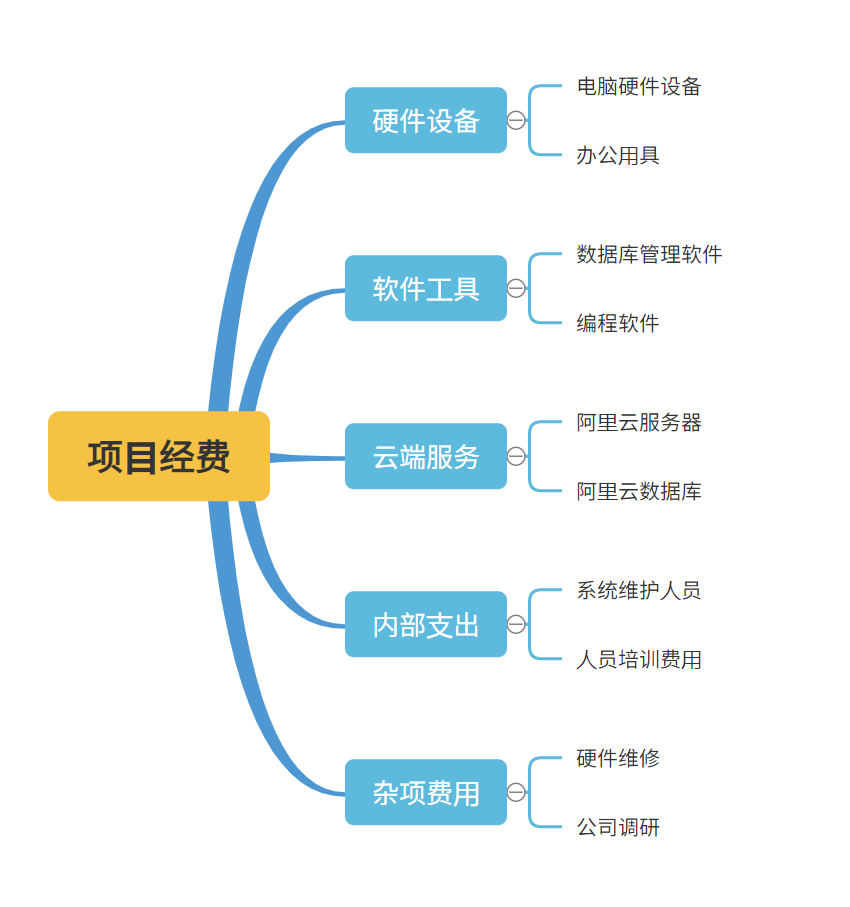 项目经费
硬件设备
电脑硬件设备
办公用具
软件工具
数据库管理软件
编程软件
云端服务
阿里云服务器
阿里云数据库
内部支出
系统维护人员
人员培训费用
杂项费用
硬件维修
公司调研